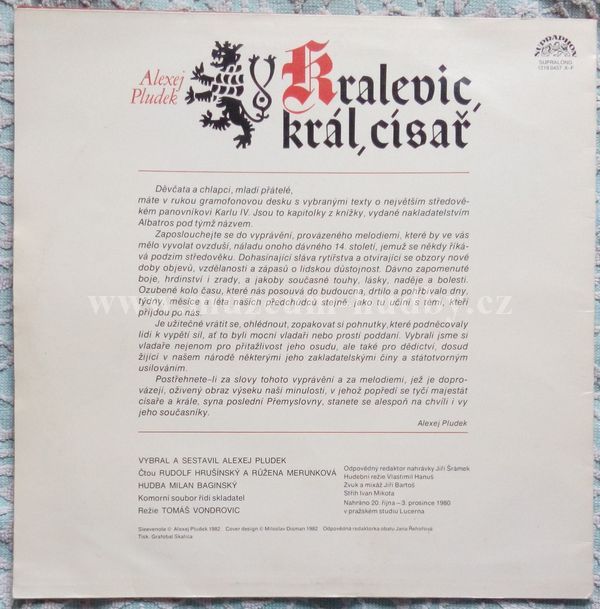 Alexej
Pludek
Kralevic,
král, císař
SUPRAPHON
SUPRALONG
1218 0457 X-F
Děvčata a chlapci, mladí přátelé,
máte v rukou gramofonovou desku s vybranými texty o největším středově-
kém panovníkovi Karlu IV. Jsou to kapitolky z knížky, vydané nakladatelstvím
Albatros pod týmž názvem.
Zaposlouchejte se do vyprávění, provázeného melodiemi, které by ve vás
mělo vyvolat ovzduší, náladu onoho dávného 14. století, jemuž se někdy říká-
vá podzim středověku. Dohasínající sláva rytířstva a otvírající se obzory nové
doby objevů, vzdělanosti a zápasů o lidskou důstojnost. Dávno zapomenuté
boje, hrdinství i zrady, a jakoby současné touhy, lásky, naděje a bolesti.
Ozubené kolo času, které nás posouvá do budoucna, drtilo a pohřbívalo dny,
týdny, měsíce a léta našich předchůdců stejně, jako to učiní i s těmi, kteří
přijdou po nás.
Je užitečné vrátit se, ohlédnout, zopakovat si pohnutky, které podněcovaly
lidi k vypětí sil, ať to byli mocní vladaři nebo prostí poddaní. Vybrali jsme si
vladaře nejenom pro přitažlivost jeho osudu, ale také pro dědictví, dosud
žijící v našem národě některými jeho zakladatelskými činy a státotvorným
usilováním.
Postřehnete-li za slovy tohoto vyprávění a za melodiemi, jež je dopro-
vázejí, oživený obraz výseku naší minulosti, v jehož popředí se tyčí majestát
císaře a krále, syna poslední Přemyslovny, stanete se alespoň na chvíli i vy
jeho současníky.
Alexej Pludek
www.muzeum-hudby.cz
VYBRAL A SESTAVIL ALEXEJ PLUDEK
Čtou RUDOLF HRUŠÍNSKÝ A RŮŽENA MERUNKOVÁ
HUDBA MILAN BAGINSKÝ
Komorní soubor řídí skladatel
Režie TOMÁŠ VONDROVIC
Odpovědný redaktor nahrávky Jiří Šrámek
Hudební režie Vlastimil Hanuš
Zvuk a mixáž Jiří Bartoš
Střih Ivan Mikota
Nahráno 20. října – 3. prosince 1980
v pražském studiu Lucerna
Sleevenote © Alexej Pludek 1982 Cover design © Miloslav Disman 1982 Odpovědná redaktorka obalu Jana Řehořová
Tisk. Grafobal Skalica